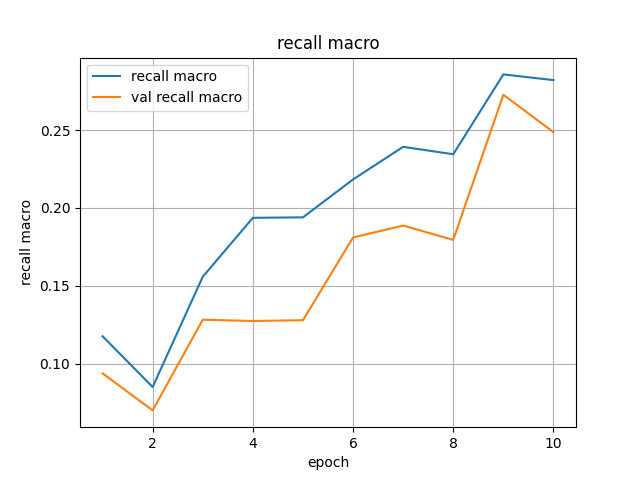 recall macro
recall macro
val recall macro
0.25
0.20
0.15
0.10
recall macro
2 4 6 8 10
epoch